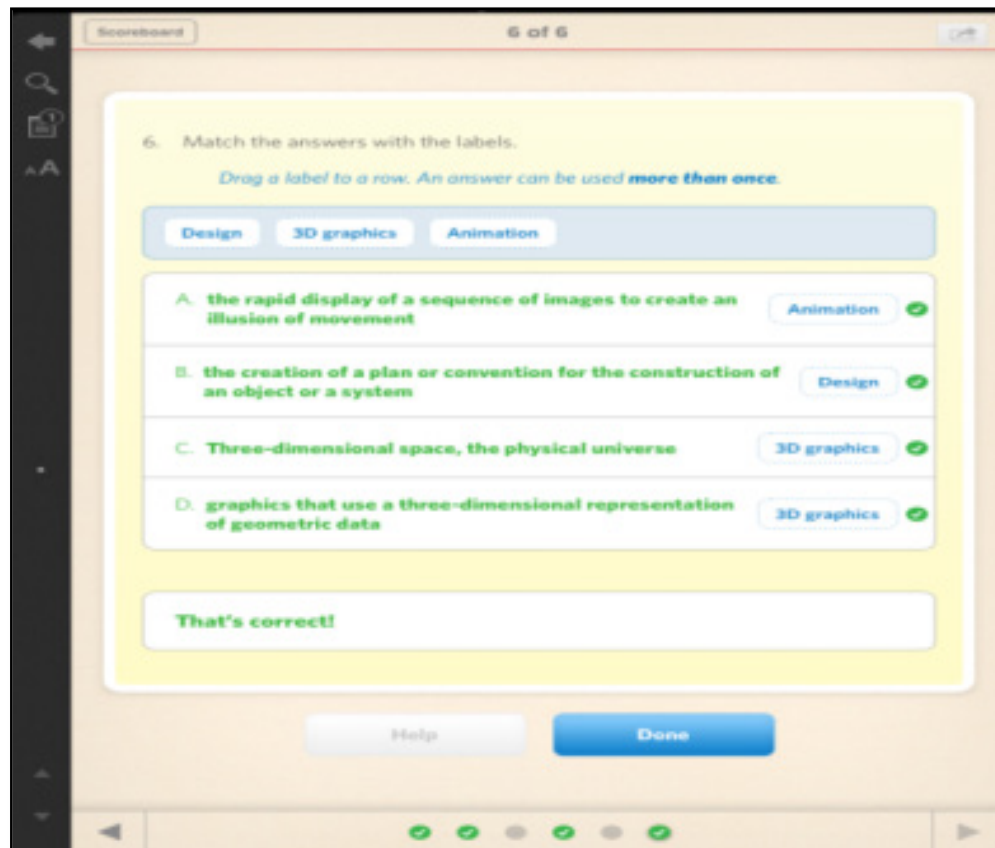 Scoreboard
6 of 6
1
AA
6. Match the answers with the labels.
Drag a label to a row. An answer can be used more than once.
Design 3D graphics Animation
A. the rapid display of a sequence of images to create an
illusion of movement
Animation
B. the creation of a plan or convention for the construction of
an object or a system
Design
C. Three-dimensional space, the physical universe
3D graphics
D. graphics that use a three-dimensional representation
of geometric data
3D graphics
That's correct!
Help
Done